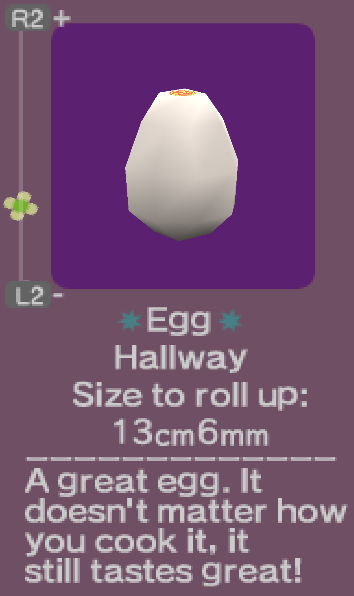 R2 +
L2 -
Egg
Hallway
Size to roll up:
13cm6mm
A great egg. It
doesn't matter how
you cook it, it
still tastes great!